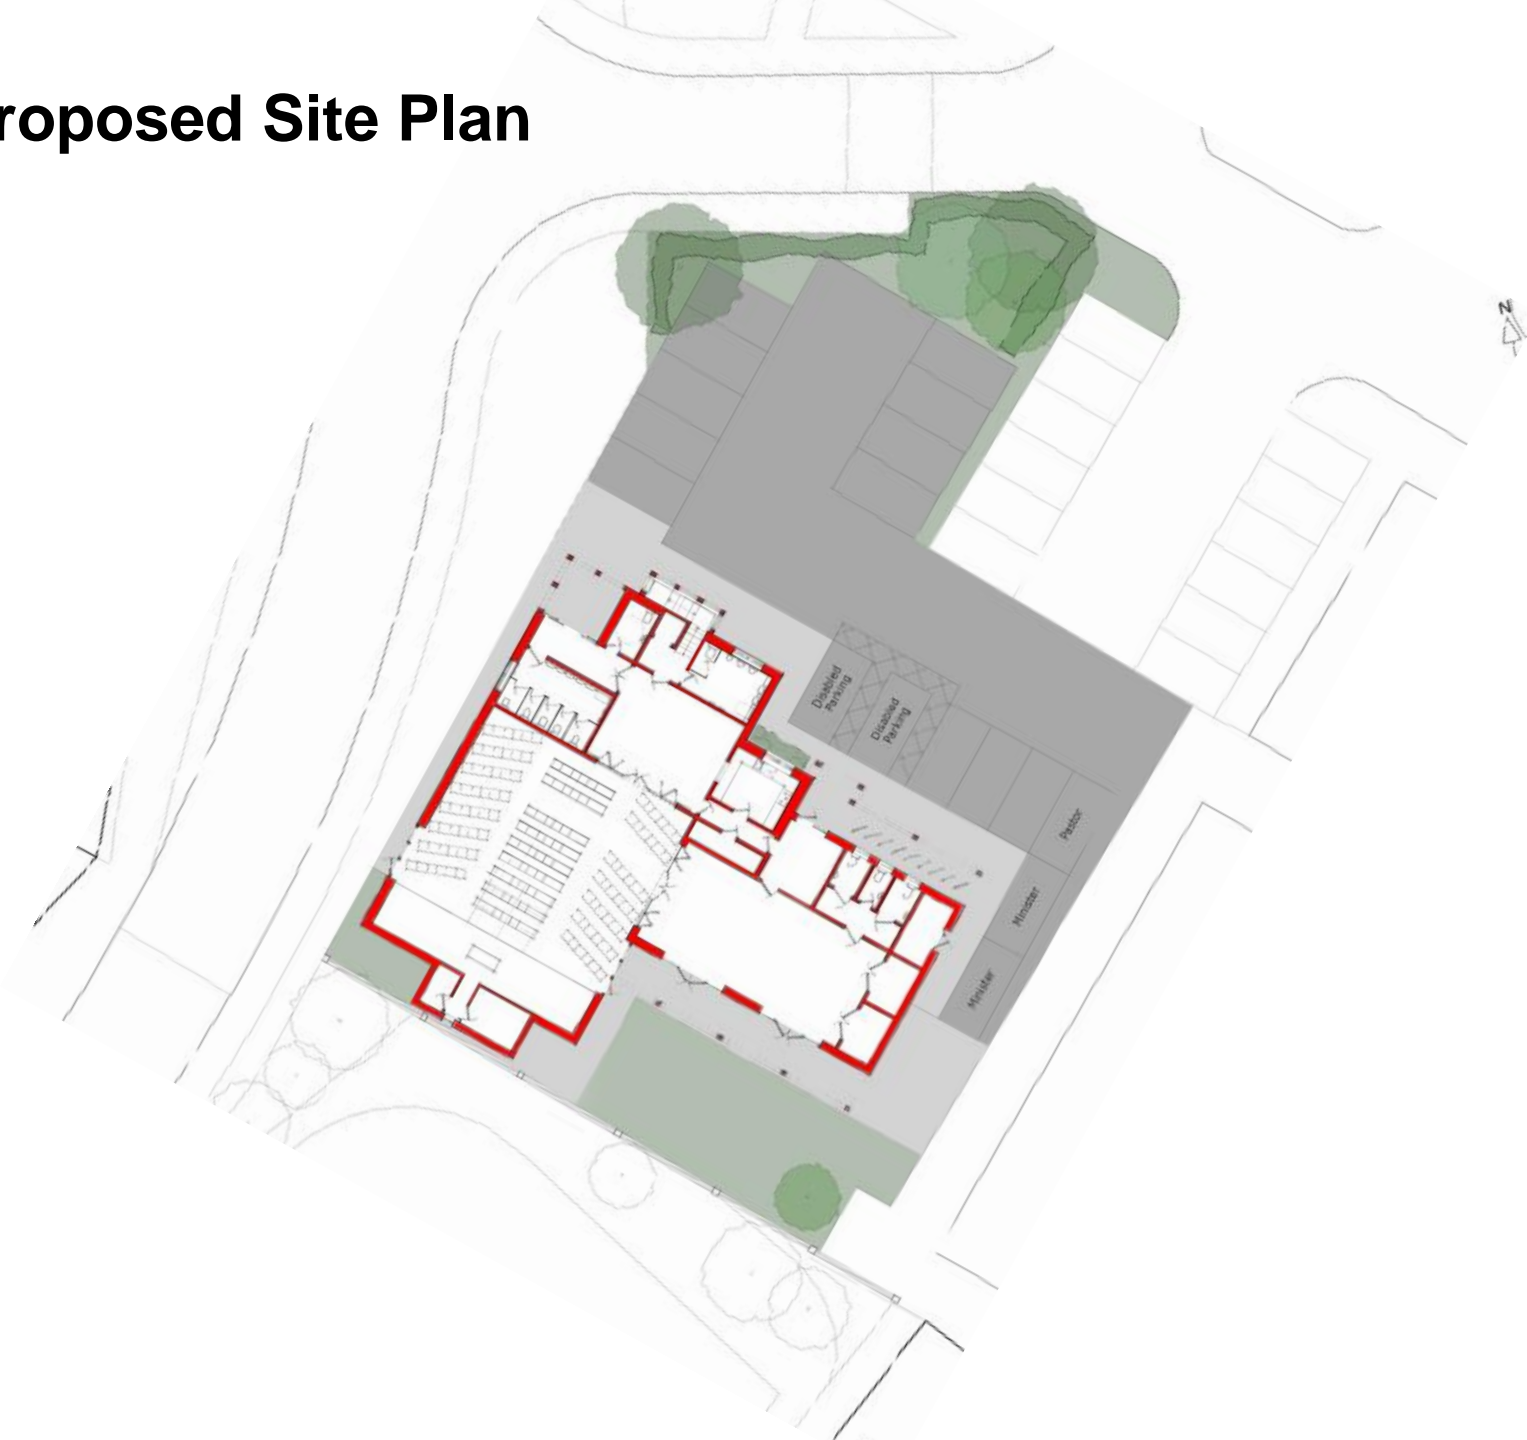 roposed Site Plan
N
Disabled
Parking
Disabled
Parking
Pastor
Minister
Minister